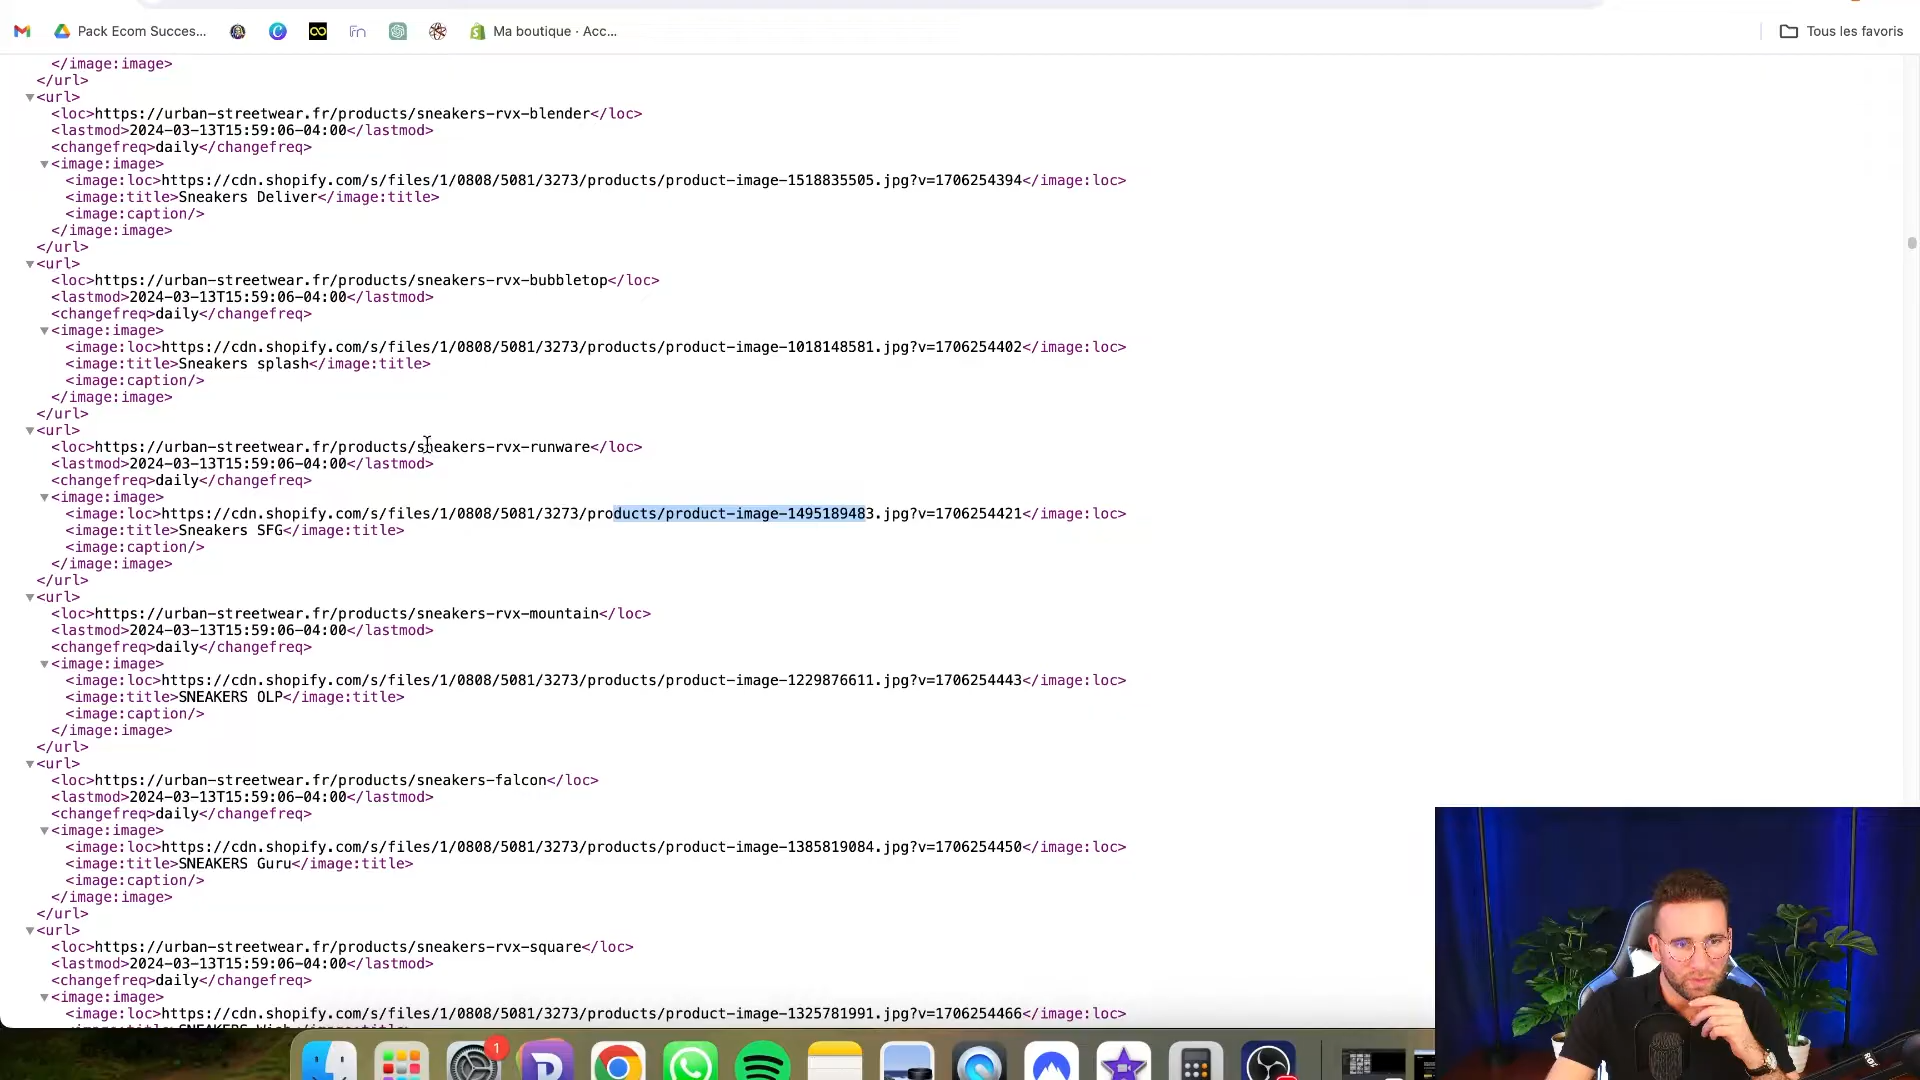 Pack Ecom Succes...
Ma boutique · Acc...
Tous les favoris
</image:image>
</url>
▼<url>
<loc>https://urban-streetwear.fr/products/sneakers-rvx-blender</loc>
<lastmod>2024-03-13T15:59:06-04:00</lastmod>
<changefreq>daily</changefreq>
▼<image:image>
<image:loc>https://cdn.shopify.com/s/files/1/0808/5081/3273/products/product-image-1518835505.jpg?v=1706254394</image:loc>
<image:title>Sneakers Deliver</image:title>
<image:caption/>
</image:image>
</url>
▼<url>
<loc>https://urban-streetwear.fr/products/sneakers-rvx-bubbletop</loc>
<lastmod>2024-03-13T15:59:06-04:00</lastmod>
<changefreq>daily</changefreq>
▼<image:image>
<image:loc>https://cdn.shopify.com/s/files/1/0808/5081/3273/products/product-image-1018148581.jpg?v=1706254402</image:loc>
<image:title>Sneakers splash</image:title>
<image:caption/>
</image:image>
</url>
▼<url>
<loc>https://urban-streetwear.fr/products/sneakers-rvx-runware</loc>
<lastmod>2024-03-13T15:59:06-04:00</lastmod>
<changefreq>daily</changefreq>
▼<image:image>
<image:loc>https://cdn.shopify.com/s/files/1/0808/5081/3273/products/product-image-1495189483.jpg?v=1706254421</image:loc>
<image:title>Sneakers SFG</image:title>
<image:caption/>
</image:image>
</url>
▼<url>
<loc>https://urban-streetwear.fr/products/sneakers-rvx-mountain</loc>
<lastmod>2024-03-13T15:59:06-04:00</lastmod>
<changefreq>daily</changefreq>
▼<image:image>
<image:loc>https://cdn.shopify.com/s/files/1/0808/5081/3273/products/product-image-1229876611.jpg?v=1706254443</image:loc>
<image:title>SNEAKERS OLP</image:title>
<image:caption/>
</image:image>
</url>
▼<url>
<loc>https://urban-streetwear.fr/products/sneakers-falcon</loc>
<lastmod>2024-03-13T15:59:06-04:00</lastmod>
<changefreq>daily</changefreq>
▼<image:image>
<image:loc>https://cdn.shopify.com/s/files/1/0808/5081/3273/products/product-image-1385819084.jpg?v=1706254450</image:loc>
<image:title>SNEAKERS Guru</image:title>
<image:caption/>
</image:image>
</url>
▼<url>
<loc>https://urban-streetwear.fr/products/sneakers-rvx-square</loc>
<lastmod>2024-03-13T15:59:06-04:00</lastmod>
<changefreq>daily</changefreq>
▼<image:image>
<image:loc>https://cdn.shopify.com/s/files/1/0808/5081/3273/products/product-image-1325781991.jpg?v=1706254466</image:loc>
1